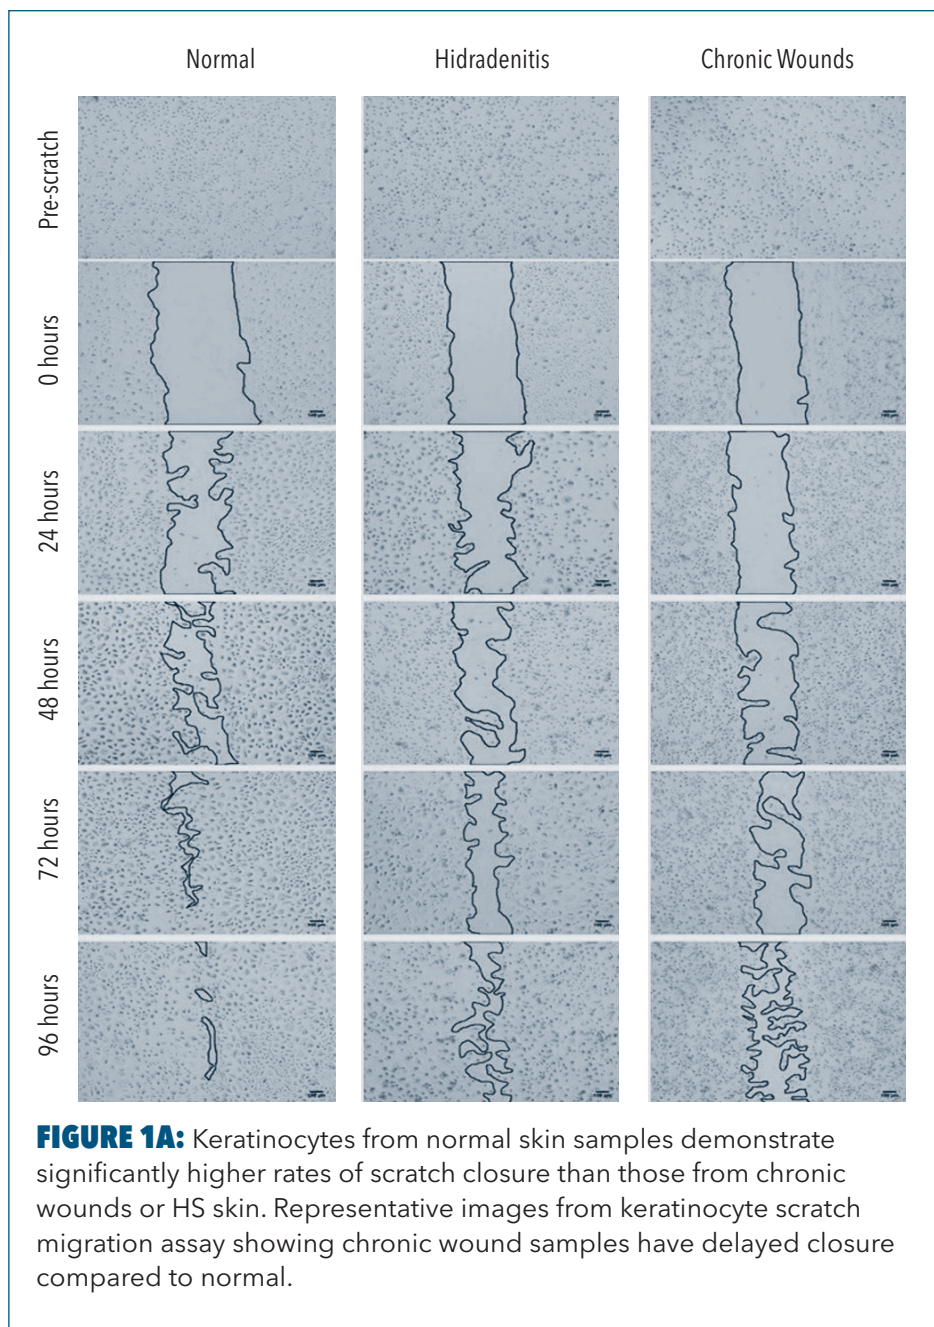 Normal
Hidradenitis
Chronic Wounds
Pre-scratch
0 hours
24 hours
48 hours
72 hours
96 hours
FIGURE 1A: Keratinocytes from normal skin samples demonstrate
significantly higher rates of scratch closure than those from chronic
wounds or HS skin. Representative images from keratinocyte scratch
migration assay showing chronic wound samples have delayed closure
compared to normal.